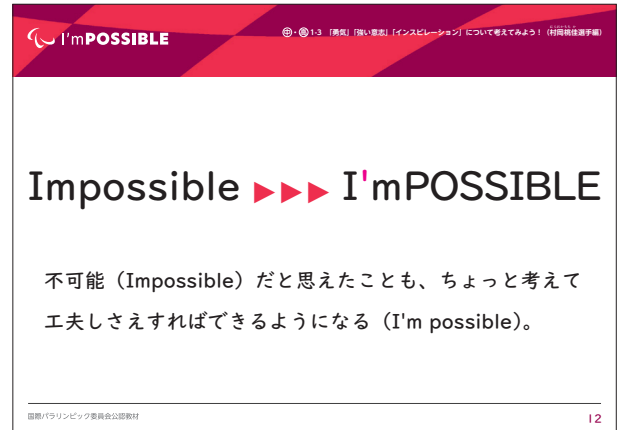 I'mPOSSIBLE
中・高 1-3 「勇気」「強い意志」「インスピレーション」について考えてみよう！（村岡桃佳選手編）
Impossible ▶▶▶ I'mPOSSIBLE
不可能（Impossible）だと思えたことも、ちょっと考えて
工夫しさえすればできるようになる（I'm possible）。
国際パラリンピック委員会公認教材
12